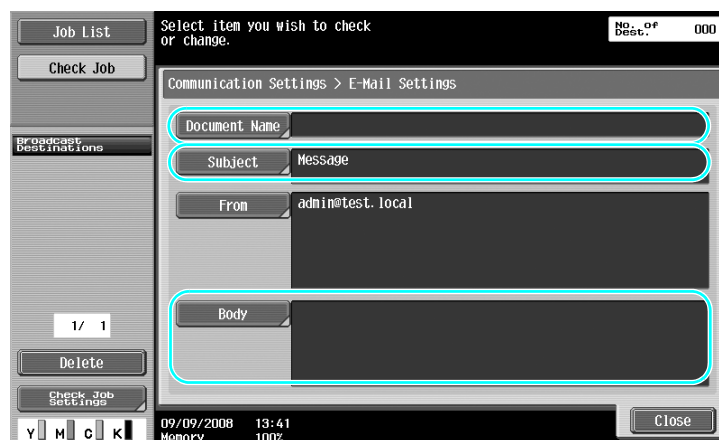 Job List
Check Job
Broadcast
Destinations
1/ 1
Delete
Check Job
Settings
Y M C K
Select item you wish to check
or change.
No. of
Dest. 000
Communication Settings > E-Mail Settings
Document Name
Subject Message
From admin@test.local
Body
09/09/2008 13:41
Memory 100%
Close